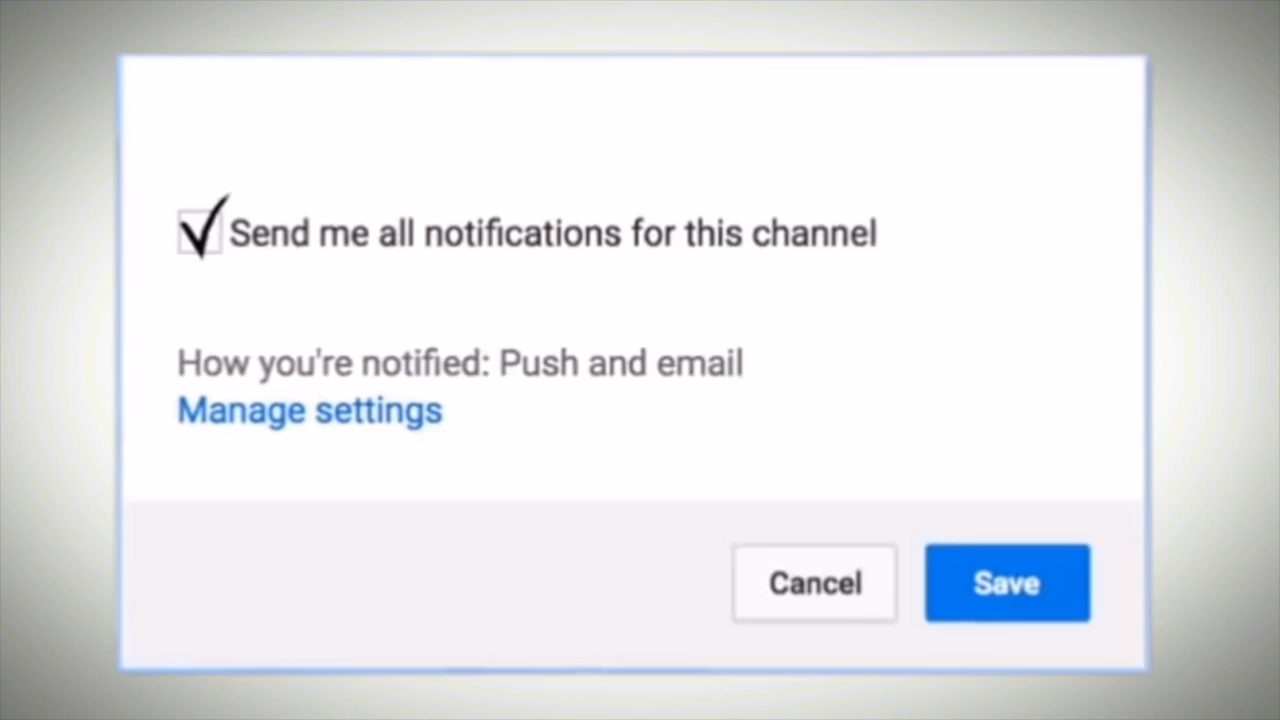 Send me all notifications for this channel
How you're notified: Push and email
Manage settings
Cancel
Save